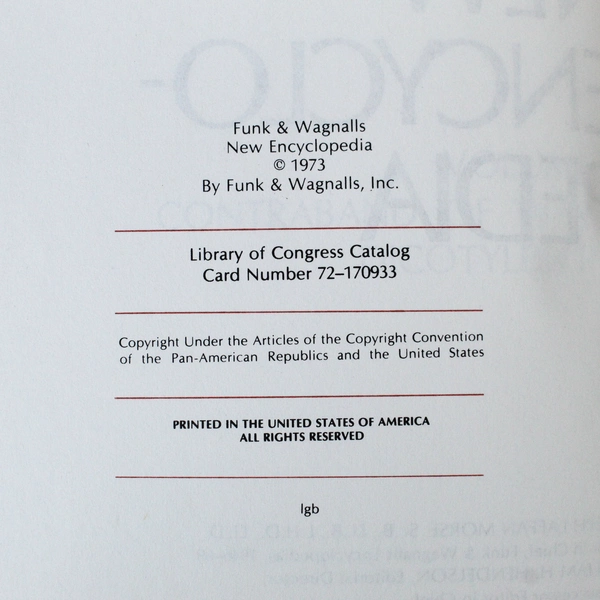 Funk & Wagnalls
New Encyclopedia
© 1973
By Funk & Wagnalls, Inc.
Library of Congress Catalog
Card Number 72–170933
Copyright Under the Articles of the Copyright Convention
of the Pan-American Republics and the United States
PRINTED IN THE UNITED STATES OF AMERICA
ALL RIGHTS RESERVED
lgb